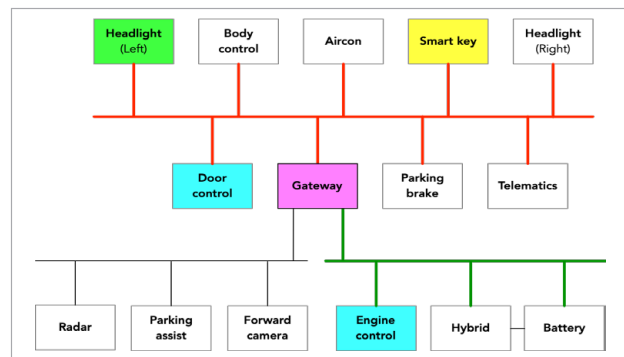 Headlight
(Left)
Body
control
Aircon
Smart key
Headlight
(Right)
Door
control
Gateway
Parking
brake
Telematics
Radar
Parking
assist
Forward
camera
Engine
control
Hybrid
Battery